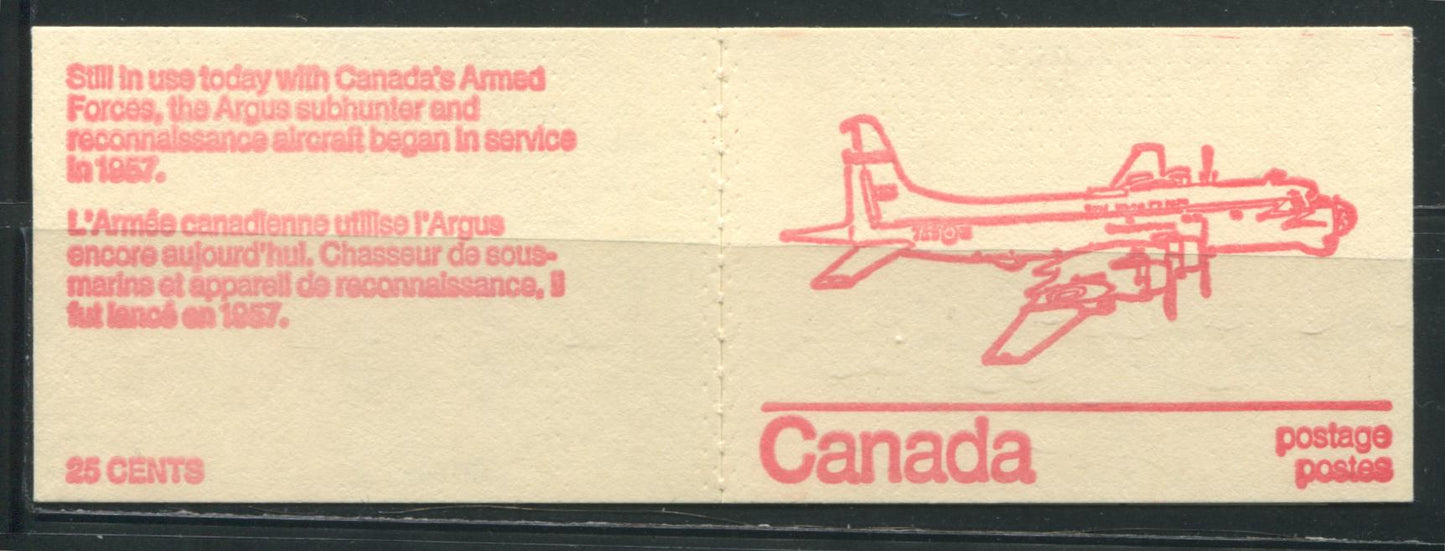 Still in use today with Canada's Armed
Forces, the Argus subhunter and
reconnaissance aircraft began in service
in 1957.
L'Armée canadienne utilise l'Argus
encore aujourd'hui. Chasseur de sous-
marins et appareil de reconnaissance, il
fut lancé en 1957.
25 CENTS
Canada
postage
postes